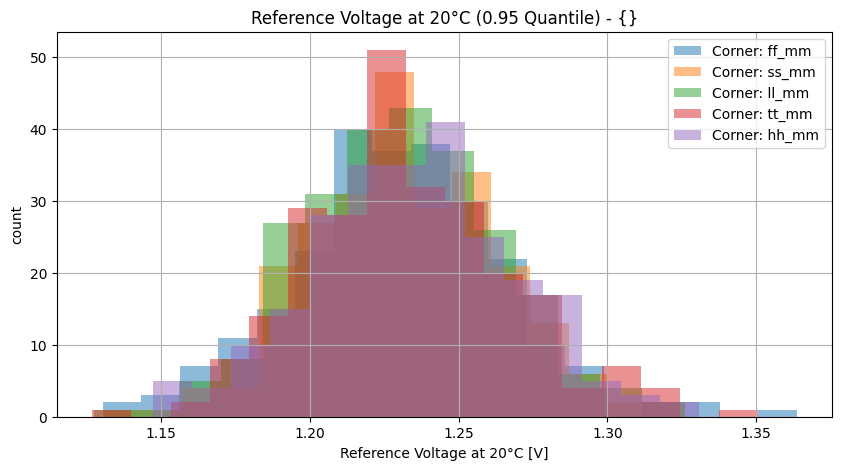 Reference Voltage at 20°C (0.95 Quantile) - {}
50
40
30
20
10
0
count
Corner: ff_mm
Corner: ss_mm
Corner: ll_mm
Corner: tt_mm
Corner: hh_mm
1.15
1.20
1.25
1.30
1.35
Reference Voltage at 20°C [V]